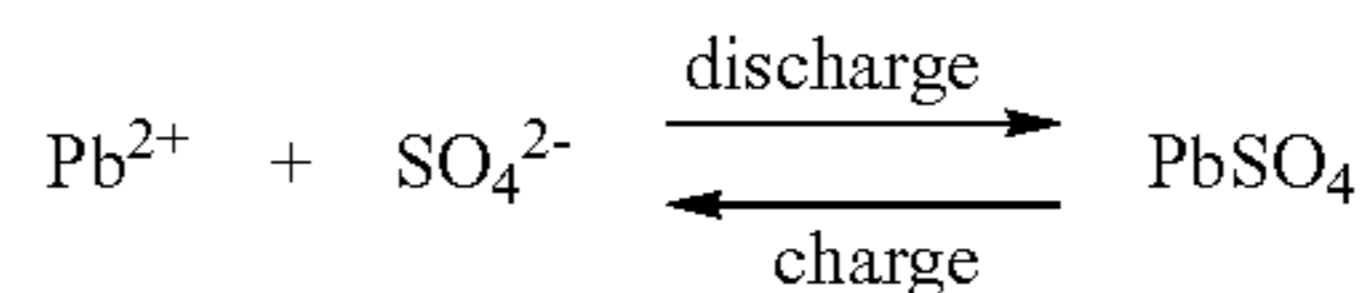 discharge
Pb²⁺ + SO₄²⁻ PbSO₄
charge